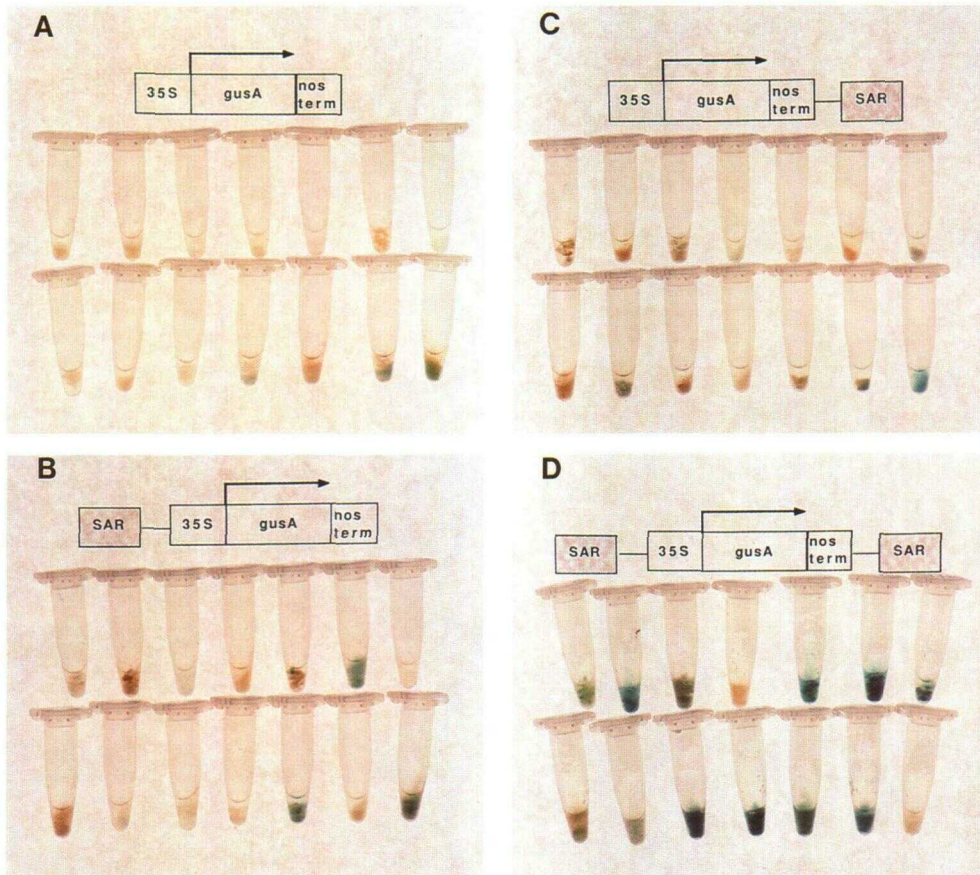 A
35S gusA nos term
C
35S gusA nos term SAR
B
SAR 35S gusA nos term
D
SAR 35S gusA nos term SAR